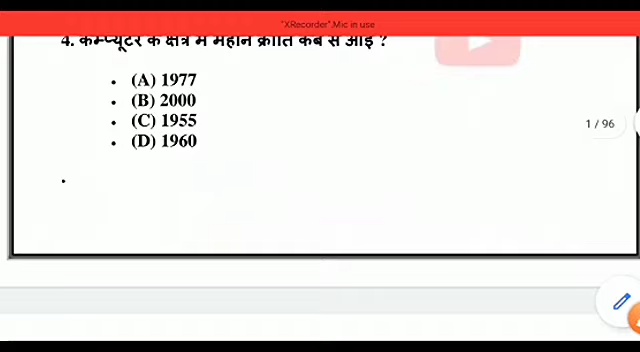 "XRecorder".Mic in use
4. कम्प्यूटर के क्षेत्र में महान क्रांति कब से आई ?
• (A) 1977
• (B) 2000
• (C) 1955
• (D) 1960
1 / 96